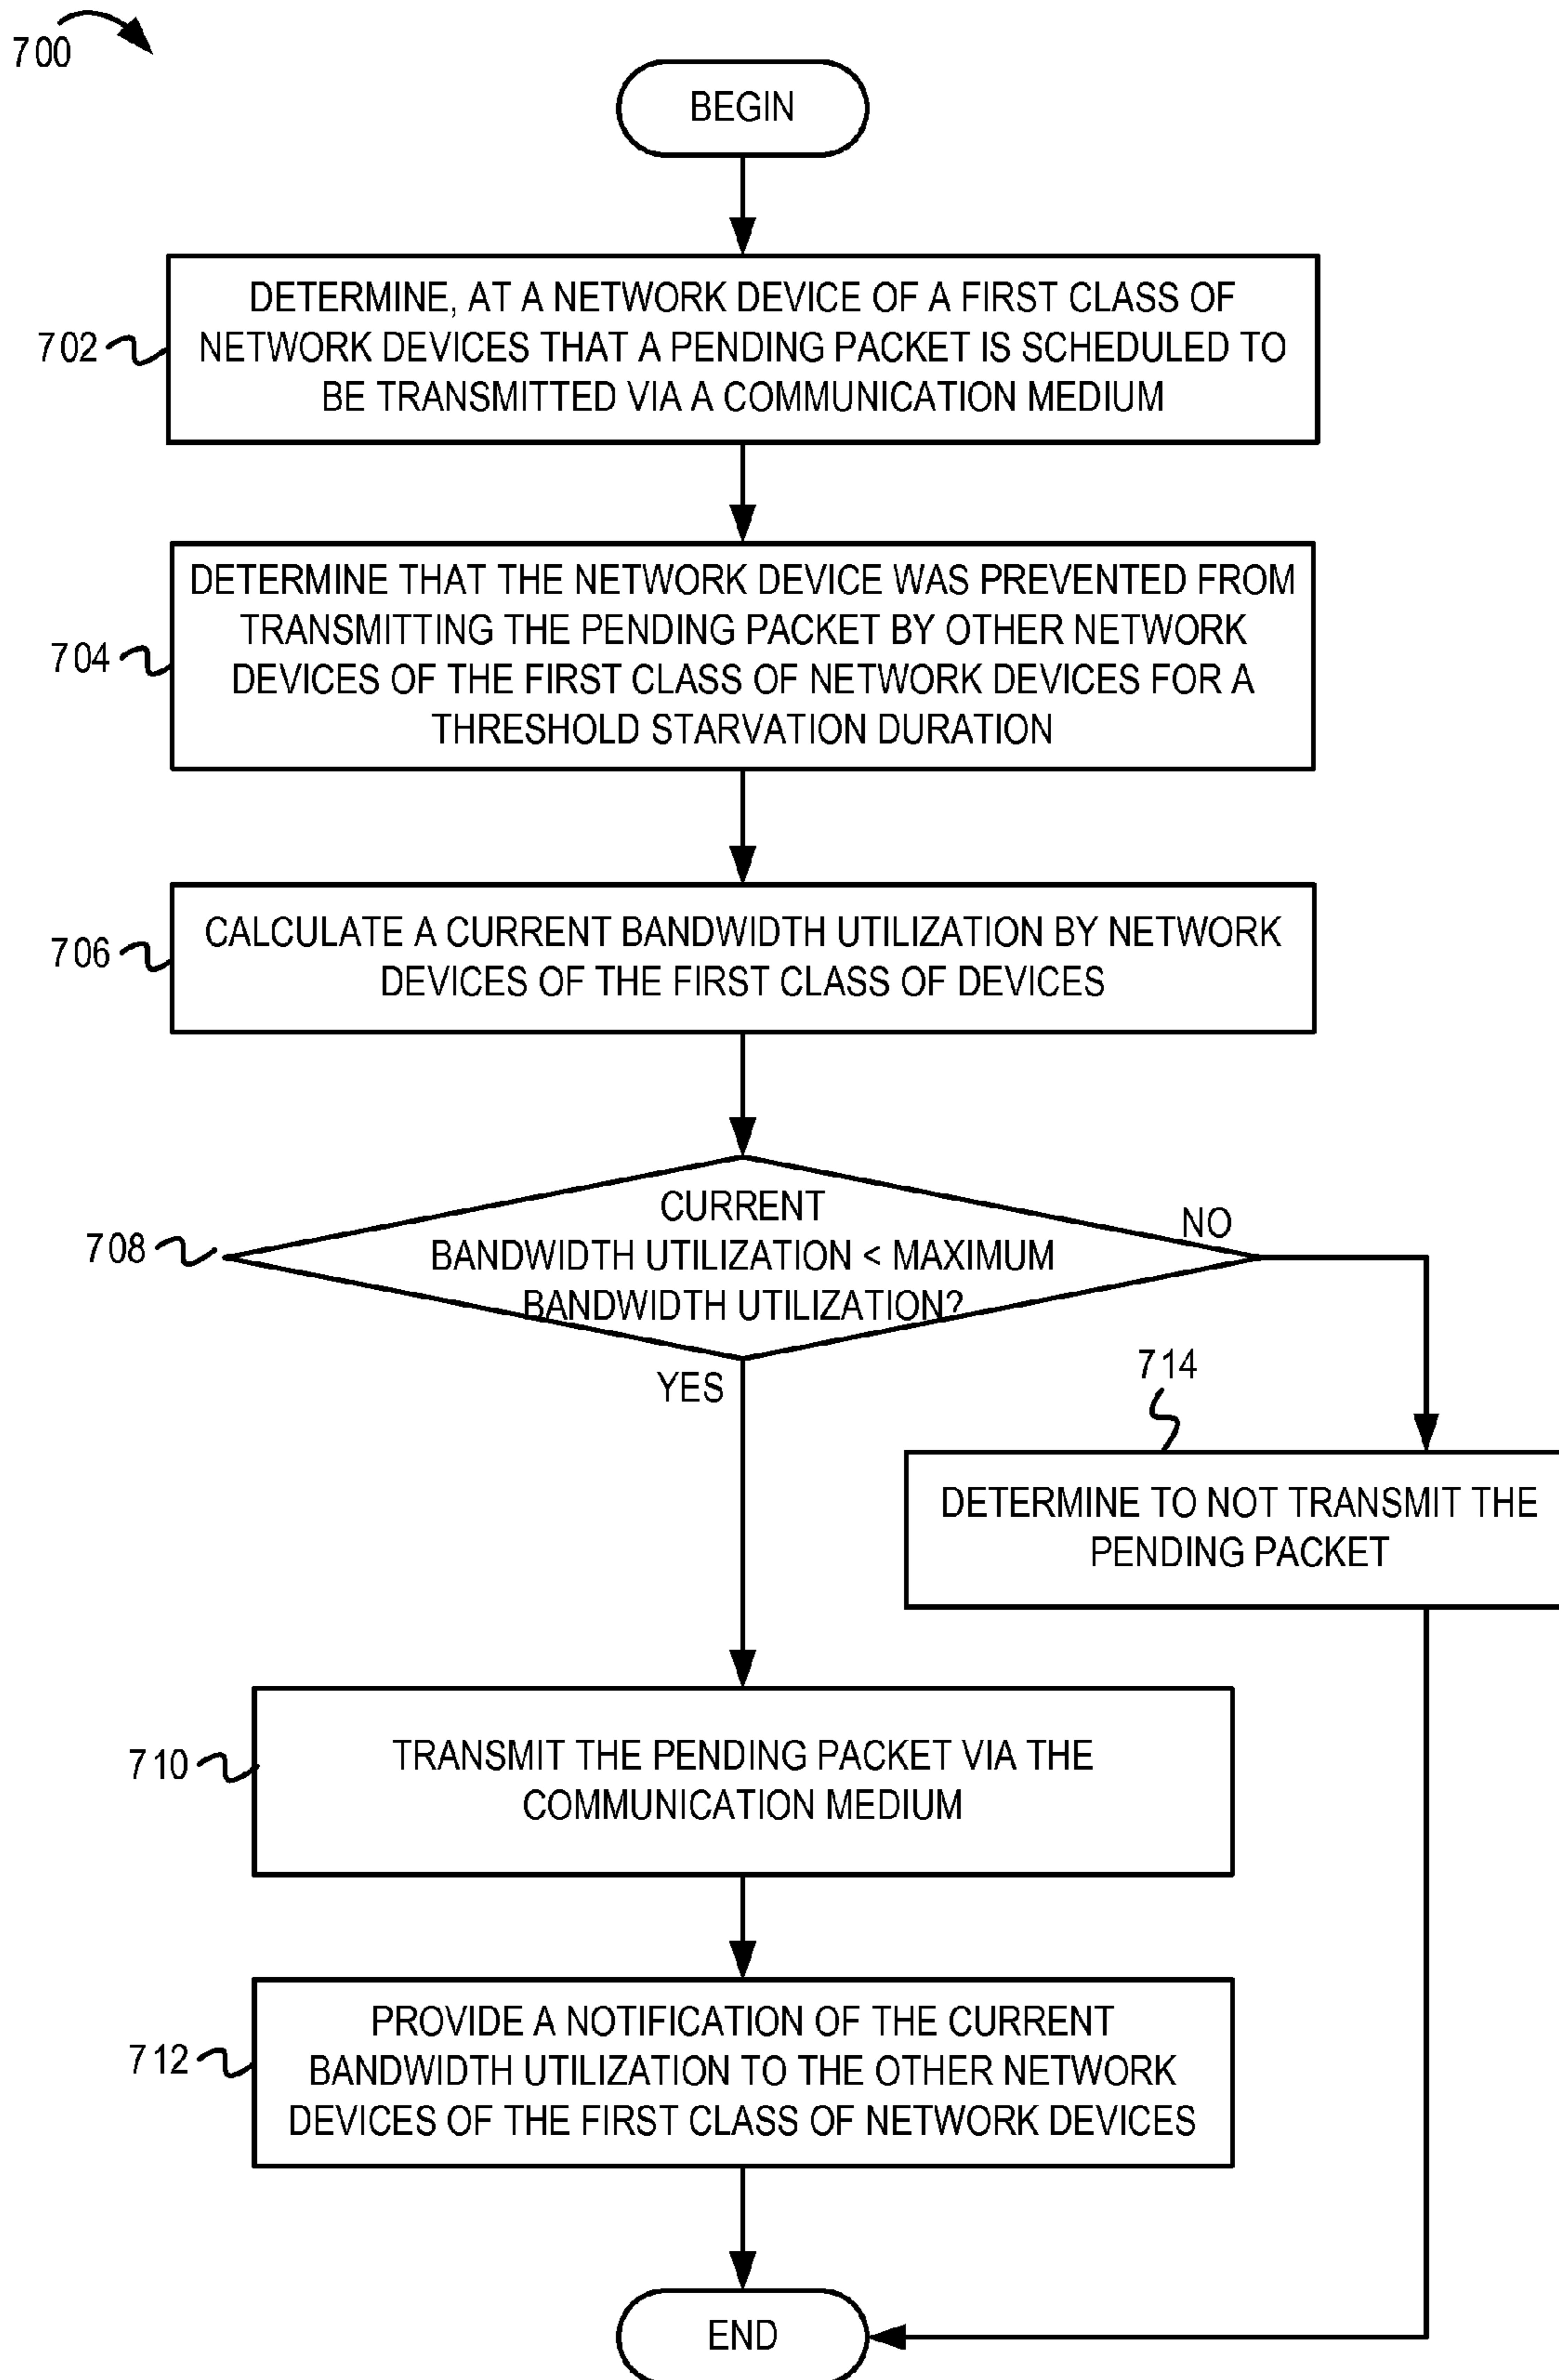 700
BEGIN
702
DETERMINE, AT A NETWORK DEVICE OF A FIRST CLASS OF
NETWORK DEVICES THAT A PENDING PACKET IS SCHEDULED TO
BE TRANSMITTED VIA A COMMUNICATION MEDIUM
704
DETERMINE THAT THE NETWORK DEVICE WAS PREVENTED FROM
TRANSMITTING THE PENDING PACKET BY OTHER NETWORK
DEVICES OF THE FIRST CLASS OF NETWORK DEVICES FOR A
THRESHOLD STARVATION DURATION
706
CALCULATE A CURRENT BANDWIDTH UTILIZATION BY NETWORK
DEVICES OF THE FIRST CLASS OF DEVICES
708
CURRENT
BANDWIDTH UTILIZATION < MAXIMUM
BANDWIDTH UTILIZATION?
NO
YES
714
DETERMINE TO NOT TRANSMIT THE
PENDING PACKET
710
TRANSMIT THE PENDING PACKET VIA THE
COMMUNICATION MEDIUM
712
PROVIDE A NOTIFICATION OF THE CURRENT
BANDWIDTH UTILIZATION TO THE OTHER NETWORK
DEVICES OF THE FIRST CLASS OF NETWORK DEVICES
END